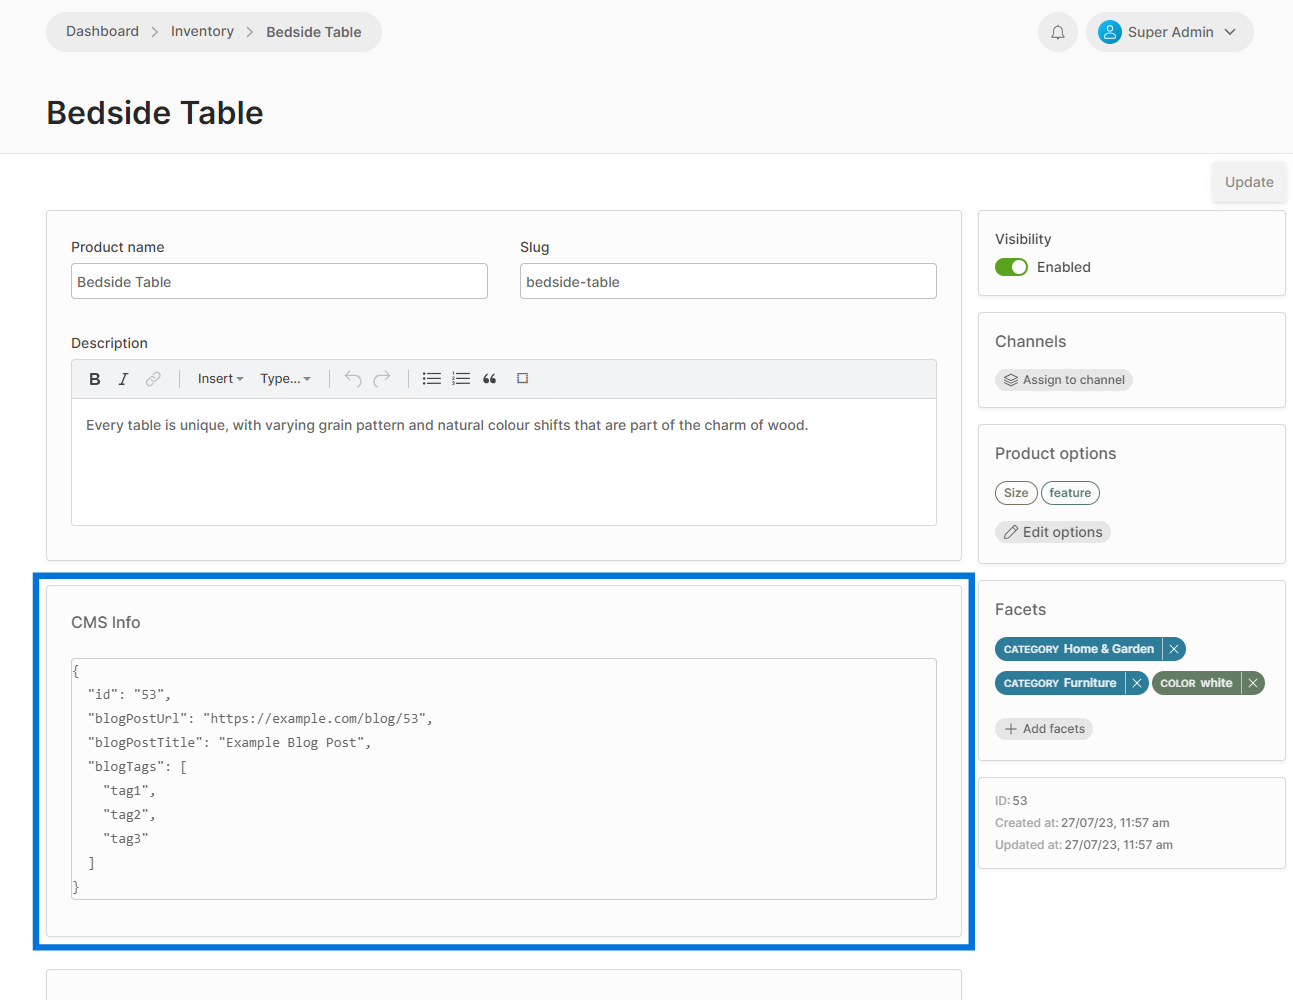 Dashboard > Inventory > Bedside Table
Super Admin
Bedside Table
Update
Product name
Slug
Bedside Table
bedside-table
Description
B I Insert Type...
Every table is unique, with varying grain pattern and natural colour shifts that are part of the charm of wood.
CMS Info
{
  "id": "53",
  "blogPostUrl": "https://example.com/blog/53",
  "blogPostTitle": "Example Blog Post",
  "blogTags": [
    "tag1",
    "tag2",
    "tag3"
  ]
}
Visibility
Enabled
Channels
Assign to channel
Product options
Size feature
Edit options
Facets
CATEGORY Home & Garden
CATEGORY Furniture COLOR white
Add facets
ID: 53
Created at: 27/07/23, 11:57 am
Updated at: 27/07/23, 11:57 am